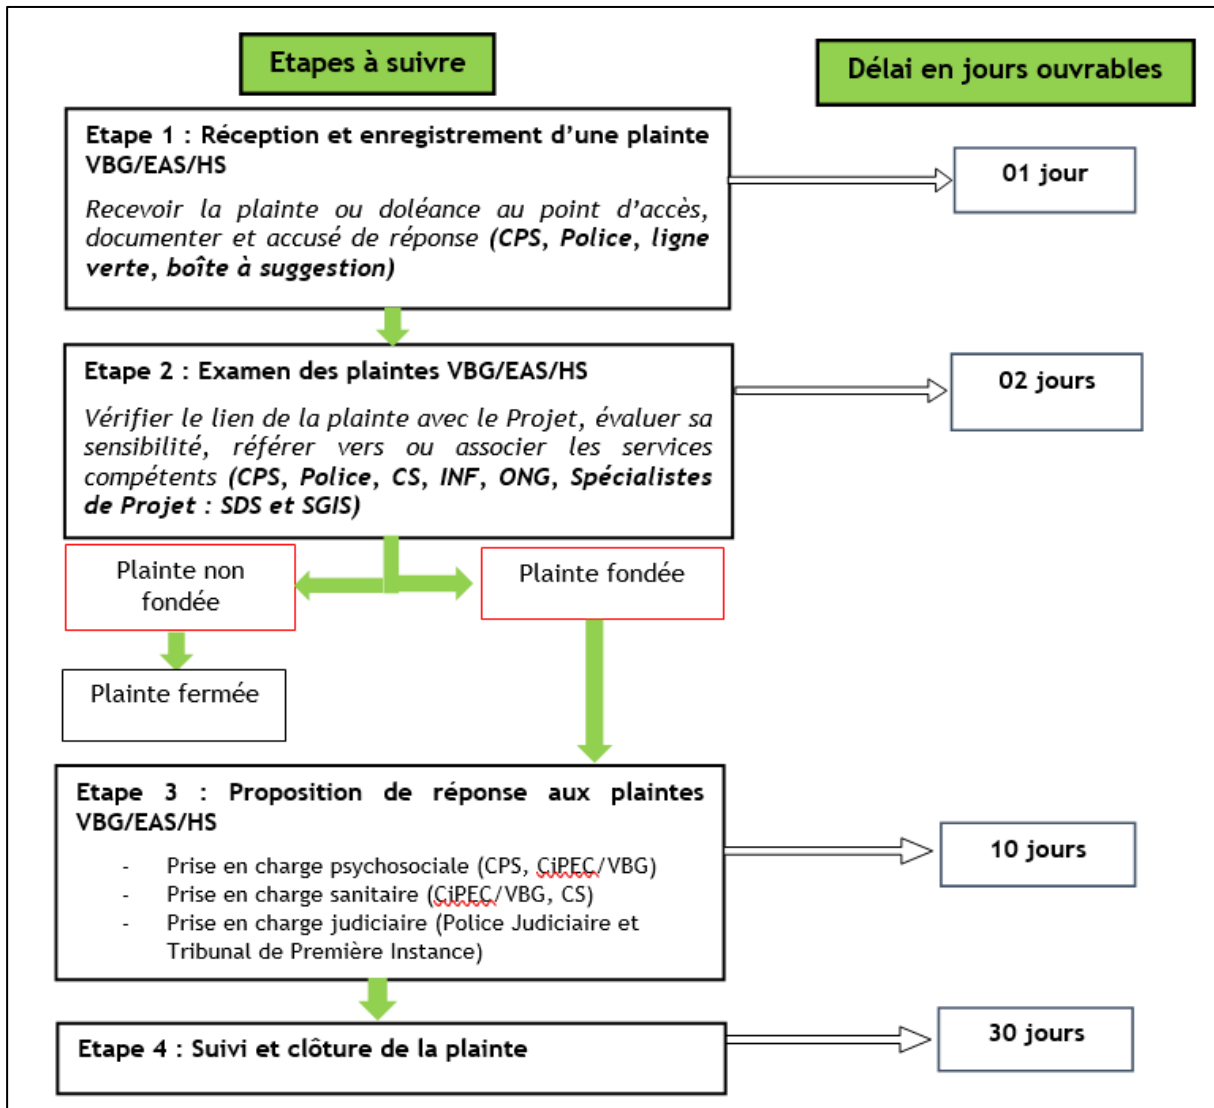 Etapes à suivre
Délai en jours ouvrables
Etape 1 : Réception et enregistrement d’une plainte
VBG/EAS/HS
Recevoir la plainte ou doléance au point d’accès,
documenter et accusé de réponse (CPS, Police, ligne
verte, boîte à suggestion)
01 jour
Etape 2 : Examen des plaintes VBG/EAS/HS
Vérifier le lien de la plainte avec le Projet, évaluer sa
sensibilité, référer vers ou associer les services
compétents (CPS, Police, CS, INF, ONG, Spécialistes
de Projet : SDS et SGIS)
02 jours
Plainte non
fondée
Plainte fondée
Plainte fermée
Etape 3 : Proposition de réponse aux plaintes
VBG/EAS/HS
- Prise en charge psychosociale (CPS, CiPEC/VBG)
- Prise en charge sanitaire (CiPEC/VBG, CS)
- Prise en charge judiciaire (Police Judiciaire et
Tribunal de Première Instance)
10 jours
Etape 4 : Suivi et clôture de la plainte
30 jours